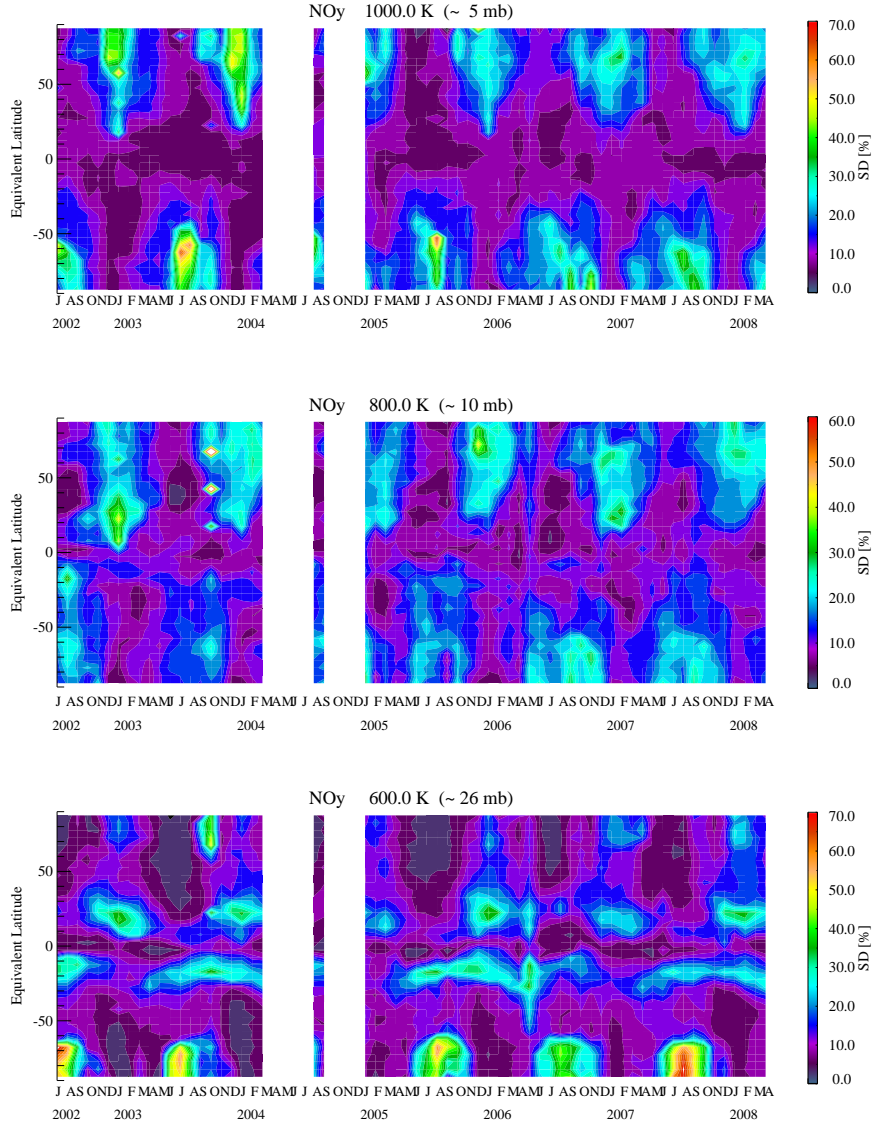 NOy 1000.0 K (~ 5 mb)
70.0
60.0
50.0
40.0
30.0
20.0
10.0
0.0
SD [%]
Equivalent Latitude
50
0
-50
J AS ONDJ F MAMJ J AS ONDJ F MAMJ J AS ONDJ F MAMJ J AS ONDJ F MAMJ J AS ONDJ F MAMJ J AS ONDJ F MA
2002 2003 2004 2005 2006 2007 2008
NOy 800.0 K (~ 10 mb)
60.0
50.0
40.0
30.0
20.0
10.0
0.0
SD [%]
Equivalent Latitude
50
0
-50
J AS ONDJ F MAMJ J AS ONDJ F MAMJ J AS ONDJ F MAMJ J AS ONDJ F MAMJ J AS ONDJ F MAMJ J AS ONDJ F MA
2002 2003 2004 2005 2006 2007 2008
NOy 600.0 K (~ 26 mb)
70.0
60.0
50.0
40.0
30.0
20.0
10.0
0.0
SD [%]
Equivalent Latitude
50
0
-50
J AS ONDJ F MAMJ J AS ONDJ F MAMJ J AS ONDJ F MAMJ J AS ONDJ F MAMJ J AS ONDJ F MAMJ J AS ONDJ F MA
2002 2003 2004 2005 2006 2007 2008